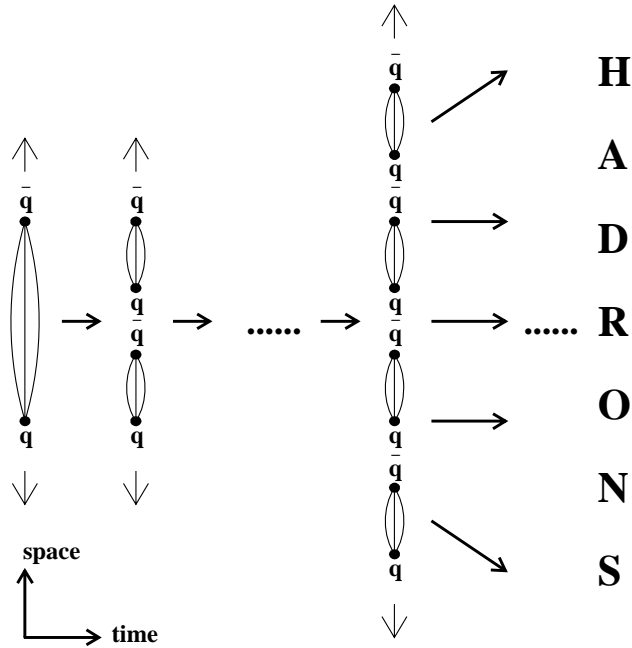 q̄
q
q̄
q
q̄
q
......
q̄
q
q̄
q
q̄
q
q̄
q
......
H
A
D
R
O
N
S
space
time